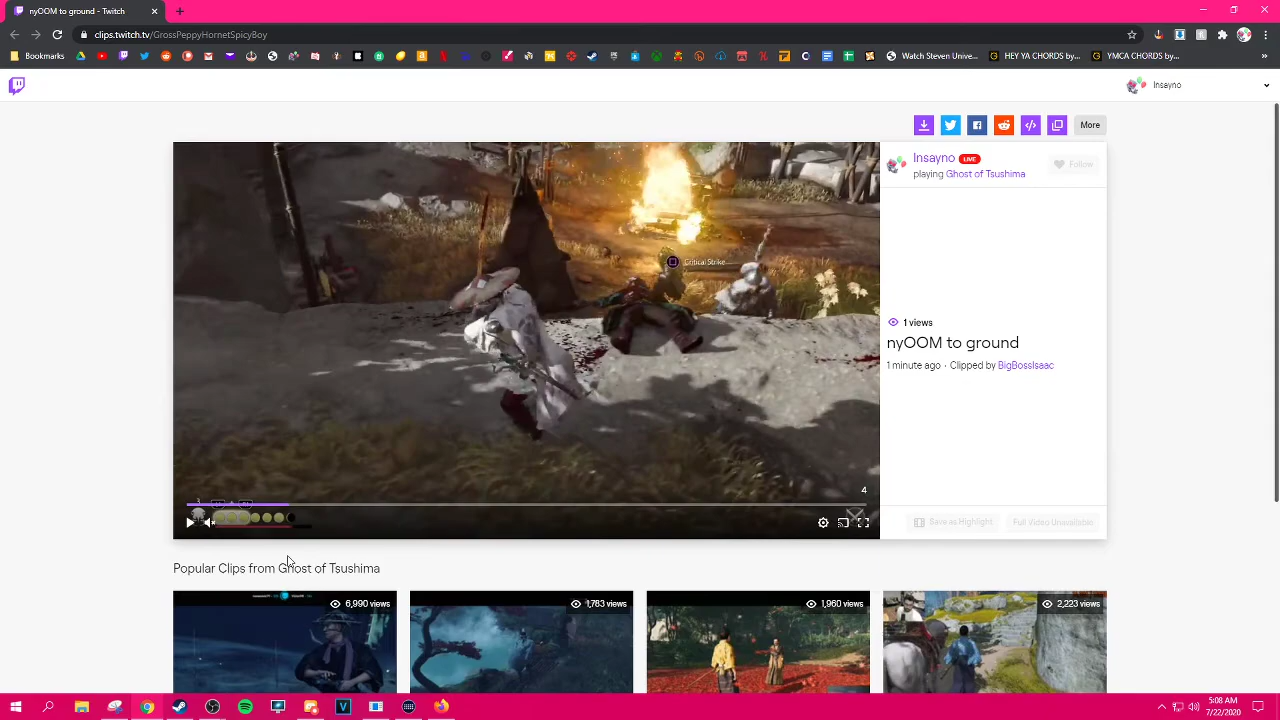 nyOOM to ground - Twitch
clips.twitch.tv/GrossPeppyHornetSpicyBoy
Bookmarks
Watch Steven Unive...
HEY YA CHORDS by...
YMCA CHORDS by...
Insayno
More
Insayno LIVE
Follow
playing Ghost of Tsushima
Critical Strike
1 views
nyOOM to ground
1 minute ago · Clipped by BigBossIsaac
4
Save as Highlight
Full Video Unavailable
Popular Clips from Ghost of Tsushima
6,990 views
1,783 views
1,960 views
2,223 views
5:08 AM
7/22/2020